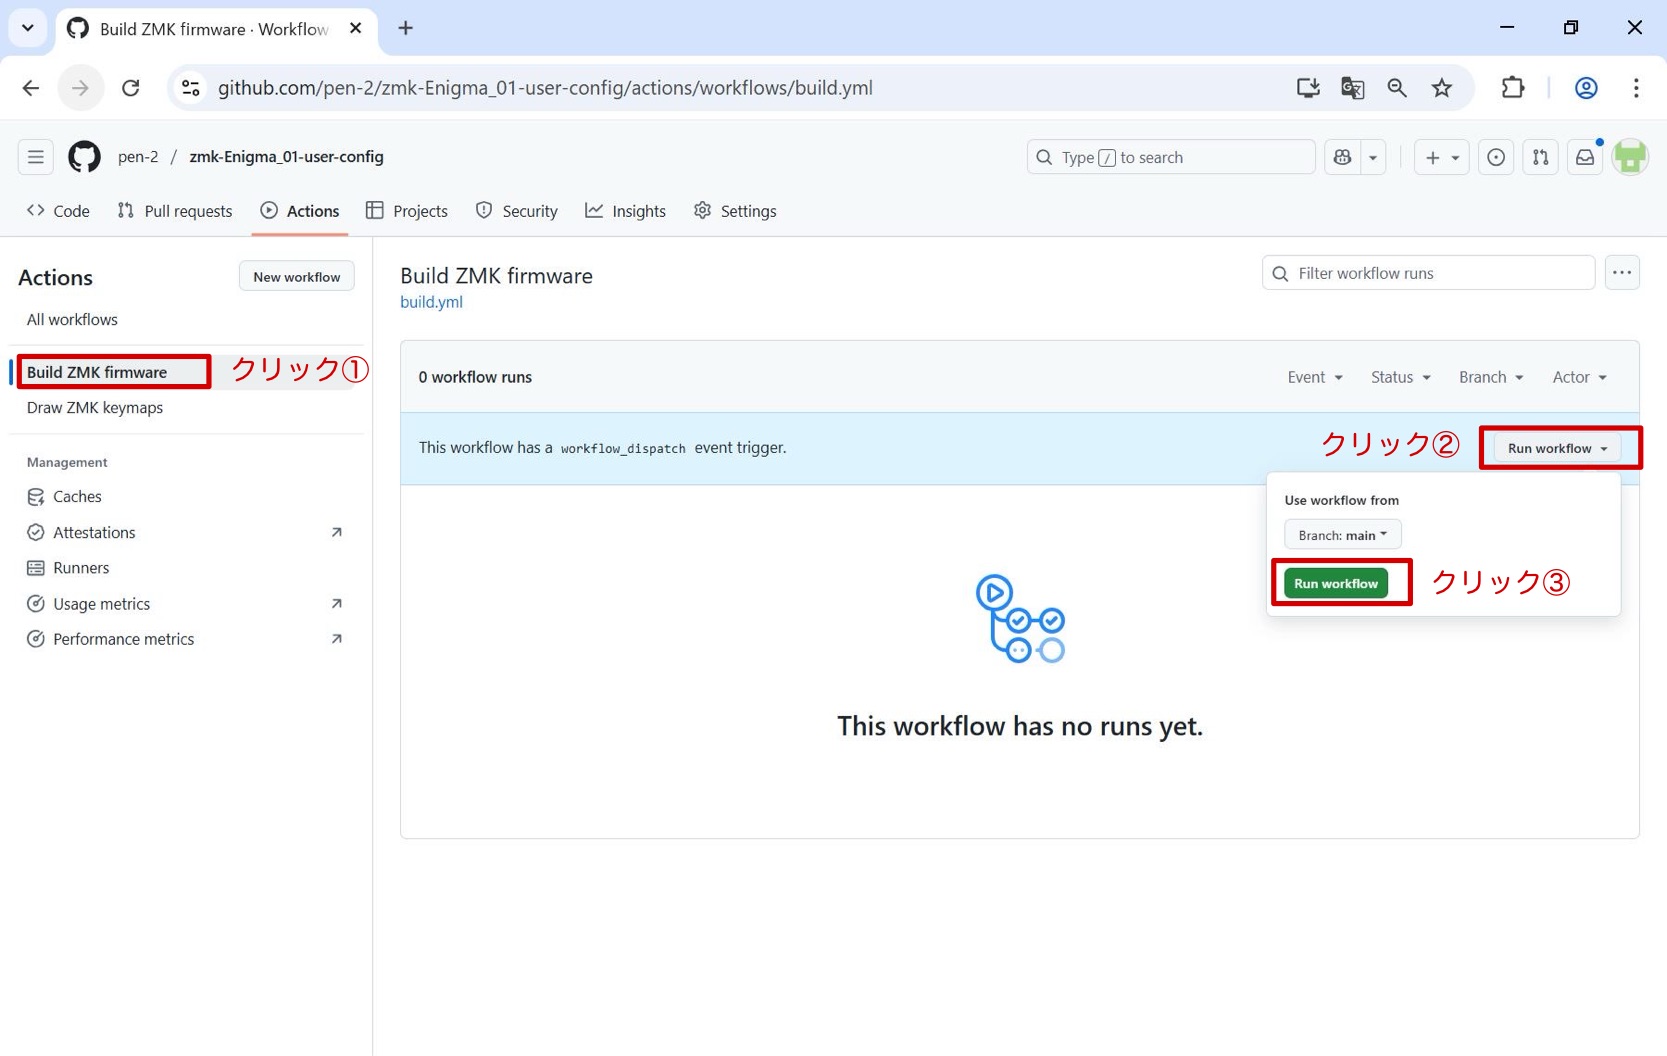 Build ZMK firmware · Workflow
github.com/pen-2/zmk-Enigma_01-user-config/actions/workflows/build.yml
pen-2 / zmk-Enigma_01-user-config
Type / to search
Code
Pull requests
Actions
Projects
Security
Insights
Settings
Actions
New workflow
All workflows
Build ZMK firmware
クリック①
Draw ZMK keymaps
Management
Caches
Attestations
Runners
Usage metrics
Performance metrics
Build ZMK firmware
build.yml
Filter workflow runs
0 workflow runs
Event
Status
Branch
Actor
This workflow has a workflow_dispatch event trigger.
クリック②
Run workflow
Use workflow from
Branch: main
Run workflow
クリック③
This workflow has no runs yet.